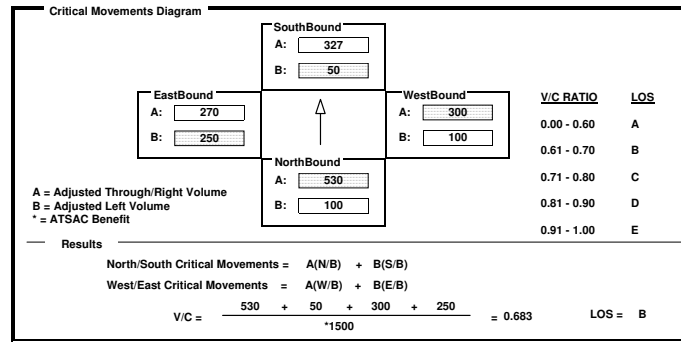 Critical Movements Diagram
SouthBound
A: 327
B: 50
EastBound
A: 270
B: 250
WestBound
A: 300
B: 100
NorthBound
A: 530
B: 100
V/C RATIO LOS
0.00 - 0.60 A
0.61 - 0.70 B
0.71 - 0.80 C
0.81 - 0.90 D
0.91 - 1.00 E
A = Adjusted Through/Right Volume
B = Adjusted Left Volume
* = ATSAC Benefit
Results
North/South Critical Movements = A(N/B) + B(S/B)
West/East Critical Movements = A(W/B) + B(E/B)
V/C = 530 + 50 + 300 + 250 = 0.683 LOS = B
*1500